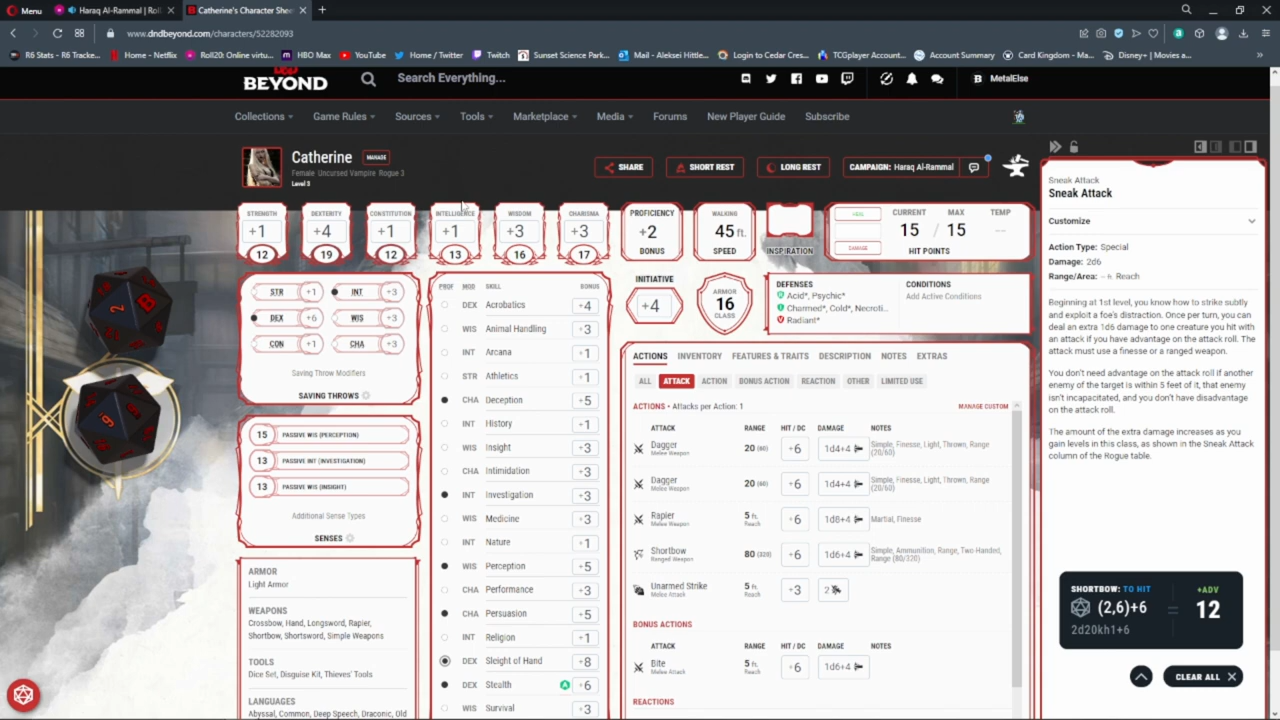 Menu
Haraq Al-Rammal | Rol
Catherine's Character She
www.dndbeyond.com/characters/52282093
R6 Stats - R6 Tracke...
Home - Netflix
Roll20: Online virtu...
HBO Max
YouTube
Home / Twitter
Twitch
Sunset Science Park...
Mail - Aleksei Hittle...
Login to Cedar Cres...
TCGplayer Account...
Account Summary
Card Kingdom - Ma...
Disney+ | Movies a...
BEYOND
Search Everything...
MetalElse
Collections
Game Rules
Sources
Tools
Marketplace
Media
Forums
New Player Guide
Subscribe
Catherine
MANAGE
Female Uncursed Vampire Rogue 3
Level 3
SHARE
SHORT REST
LONG REST
CAMPAIGN: Haraq Al-Rammal
STRENGTH
+1
12
DEXTERITY
+4
19
CONSTITUTION
+1
12
INTELLIGENCE
+1
13
WISDOM
+3
16
CHARISMA
+3
17
PROFICIENCY
+2
BONUS
WALKING
45 ft.
SPEED
INSPIRATION
HEAL
DAMAGE
CURRENT
MAX
TEMP
15 / 15
--
HIT POINTS
STR +1
INT +3
DEX +6
WIS +3
CON +1
CHA +3
Saving Throw Modifiers
SAVING THROWS
15 PASSIVE WIS (PERCEPTION)
13 PASSIVE INT (INVESTIGATION)
13 PASSIVE WIS (INSIGHT)
Additional Sense Types
SENSES
ARMOR
Light Armor
WEAPONS
Crossbow, Hand, Longsword, Rapier,
Shortbow, Shortsword, Simple Weapons
TOOLS
Dice Set, Disguise Kit, Thieves' Tools
LANGUAGES
Abyssal, Common, Deep Speech, Draconic, Old
PROF MOD SKILL BONUS
DEX Acrobatics +4
WIS Animal Handling +3
INT Arcana +1
STR Athletics +1
CHA Deception +5
INT History +1
WIS Insight +3
CHA Intimidation +3
INT Investigation +3
WIS Medicine +3
INT Nature +1
WIS Perception +5
CHA Performance +3
CHA Persuasion +5
INT Religion +1
DEX Sleight of Hand +8
DEX Stealth A +6
WIS Survival +3
INITIATIVE
+4
ARMOR
16
CLASS
DEFENSES
Acid*, Psychic*
Charmed*, Cold*, Necroti...
Radiant*
CONDITIONS
Add Active Conditions
ACTIONS
INVENTORY
FEATURES & TRAITS
DESCRIPTION
NOTES
EXTRAS
ALL
ATTACK
ACTION
BONUS ACTION
REACTION
OTHER
LIMITED USE
ACTIONS • Attacks per Action: 1
MANAGE CUSTOM
ATTACK RANGE HIT / DC DAMAGE NOTES
Dagger 20 (60) +6 1d4+4 Simple, Finesse, Light, Thrown, Range
Melee Weapon (20/60)
Dagger 20 (60) +6 1d4+4 Simple, Finesse, Light, Thrown, Range
Melee Weapon (20/60)
Rapier 5 ft. +6 1d8+4 Martial, Finesse
Melee Weapon Reach
Shortbow 80 (320) +6 1d6+4 Simple, Ammunition, Range, Two-Handed,
Ranged Weapon Range (80/320)
Unarmed Strike 5 ft. +3 2
Melee Attack Reach
BONUS ACTIONS
ATTACK RANGE HIT / DC DAMAGE NOTES
Bite 5 ft. +6 1d6+4
Melee Attack Reach
REACTIONS
Sneak Attack
Sneak Attack
Customize
Action Type: Special
Damage: 2d6
Range/Area: -- ft. Reach
Beginning at 1st level, you know how to strike subtly
and exploit a foe's distraction. Once per turn, you can
deal an extra 1d6 damage to one creature you hit with
an attack if you have advantage on the attack roll. The
attack must use a finesse or a ranged weapon.
You don't need advantage on the attack roll if another
enemy of the target is within 5 feet of it, that enemy
isn't incapacitated, and you don't have disadvantage
on the attack roll.
The amount of the extra damage increases as you
gain levels in this class, as shown in the Sneak Attack
column of the Rogue table.
SHORTBOW: TO HIT
(2,6)+6
2d20kh1+6
=
+ADV
12
CLEAR ALL